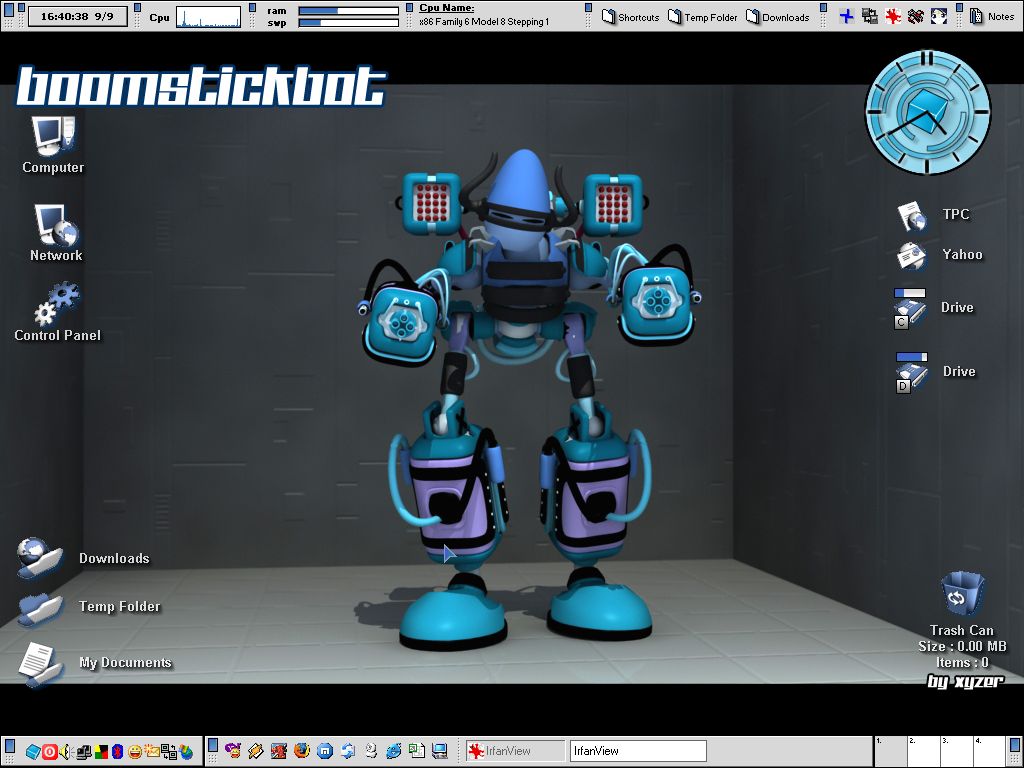 16:40:38 9/9
Cpu
ram
swp
Cpu Name:
x86 Family 6 Model 8 Stepping 1
Shortcuts
Temp Folder
Downloads
Notes
boomstickbot
Computer
Network
Control Panel
TPC
Yahoo
C
Drive
D
Drive
Downloads
Temp Folder
My Documents
Trash Can
Size : 0.00 MB
Items : 0
by xyzer
IrfanView
IrfanView
1.
2.
3.
4.